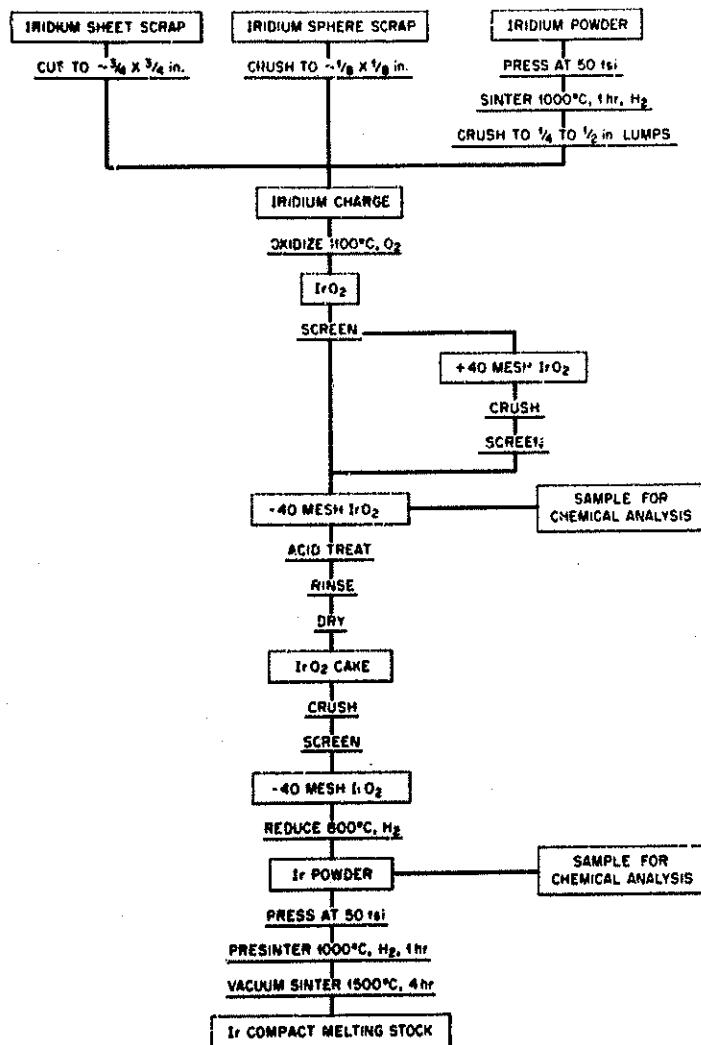 IRIDIUM SHEET SCRAP
CUT TO ~ 3/4 X 3/4 in.
IRIDIUM SPHERE SCRAP
CRUSH TO ~ 1/8 X 1/8 in.
IRIDIUM POWDER
PRESS AT 50 tsi
SINTER 1000°C, 1 hr, H₂
CRUSH TO 1/4 TO 1/2 in LUMPS
IRIDIUM CHARGE
OXIDIZE 1100°C, O₂
IrO₂
SCREEN
+40 MESH IrO₂
CRUSH
SCREEN
-40 MESH IrO₂
SAMPLE FOR
CHEMICAL ANALYSIS
ACID TREAT
RINSE
DRY
IrO₂ CAKE
CRUSH
SCREEN
-40 MESH IrO₂
REDUCE 800°C, H₂
Ir POWDER
SAMPLE FOR
CHEMICAL ANALYSIS
PRESS AT 50 tsi
PRESINTER 1000°C, H₂, 1 hr
VACUUM SINTER 1500°C, 4 hr
Ir COMPACT MELTING STOCK